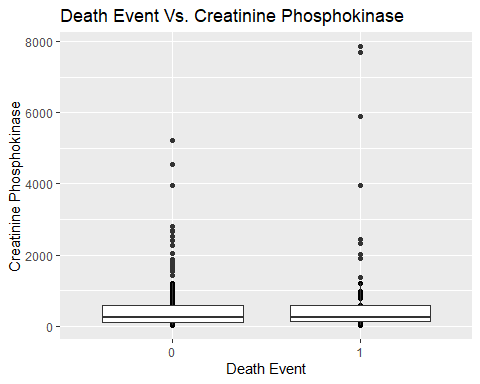 Death Event Vs. Creatinine Phosphokinase
Creatinine Phosphokinase
8000
6000
4000
2000
0
0
1
Death Event